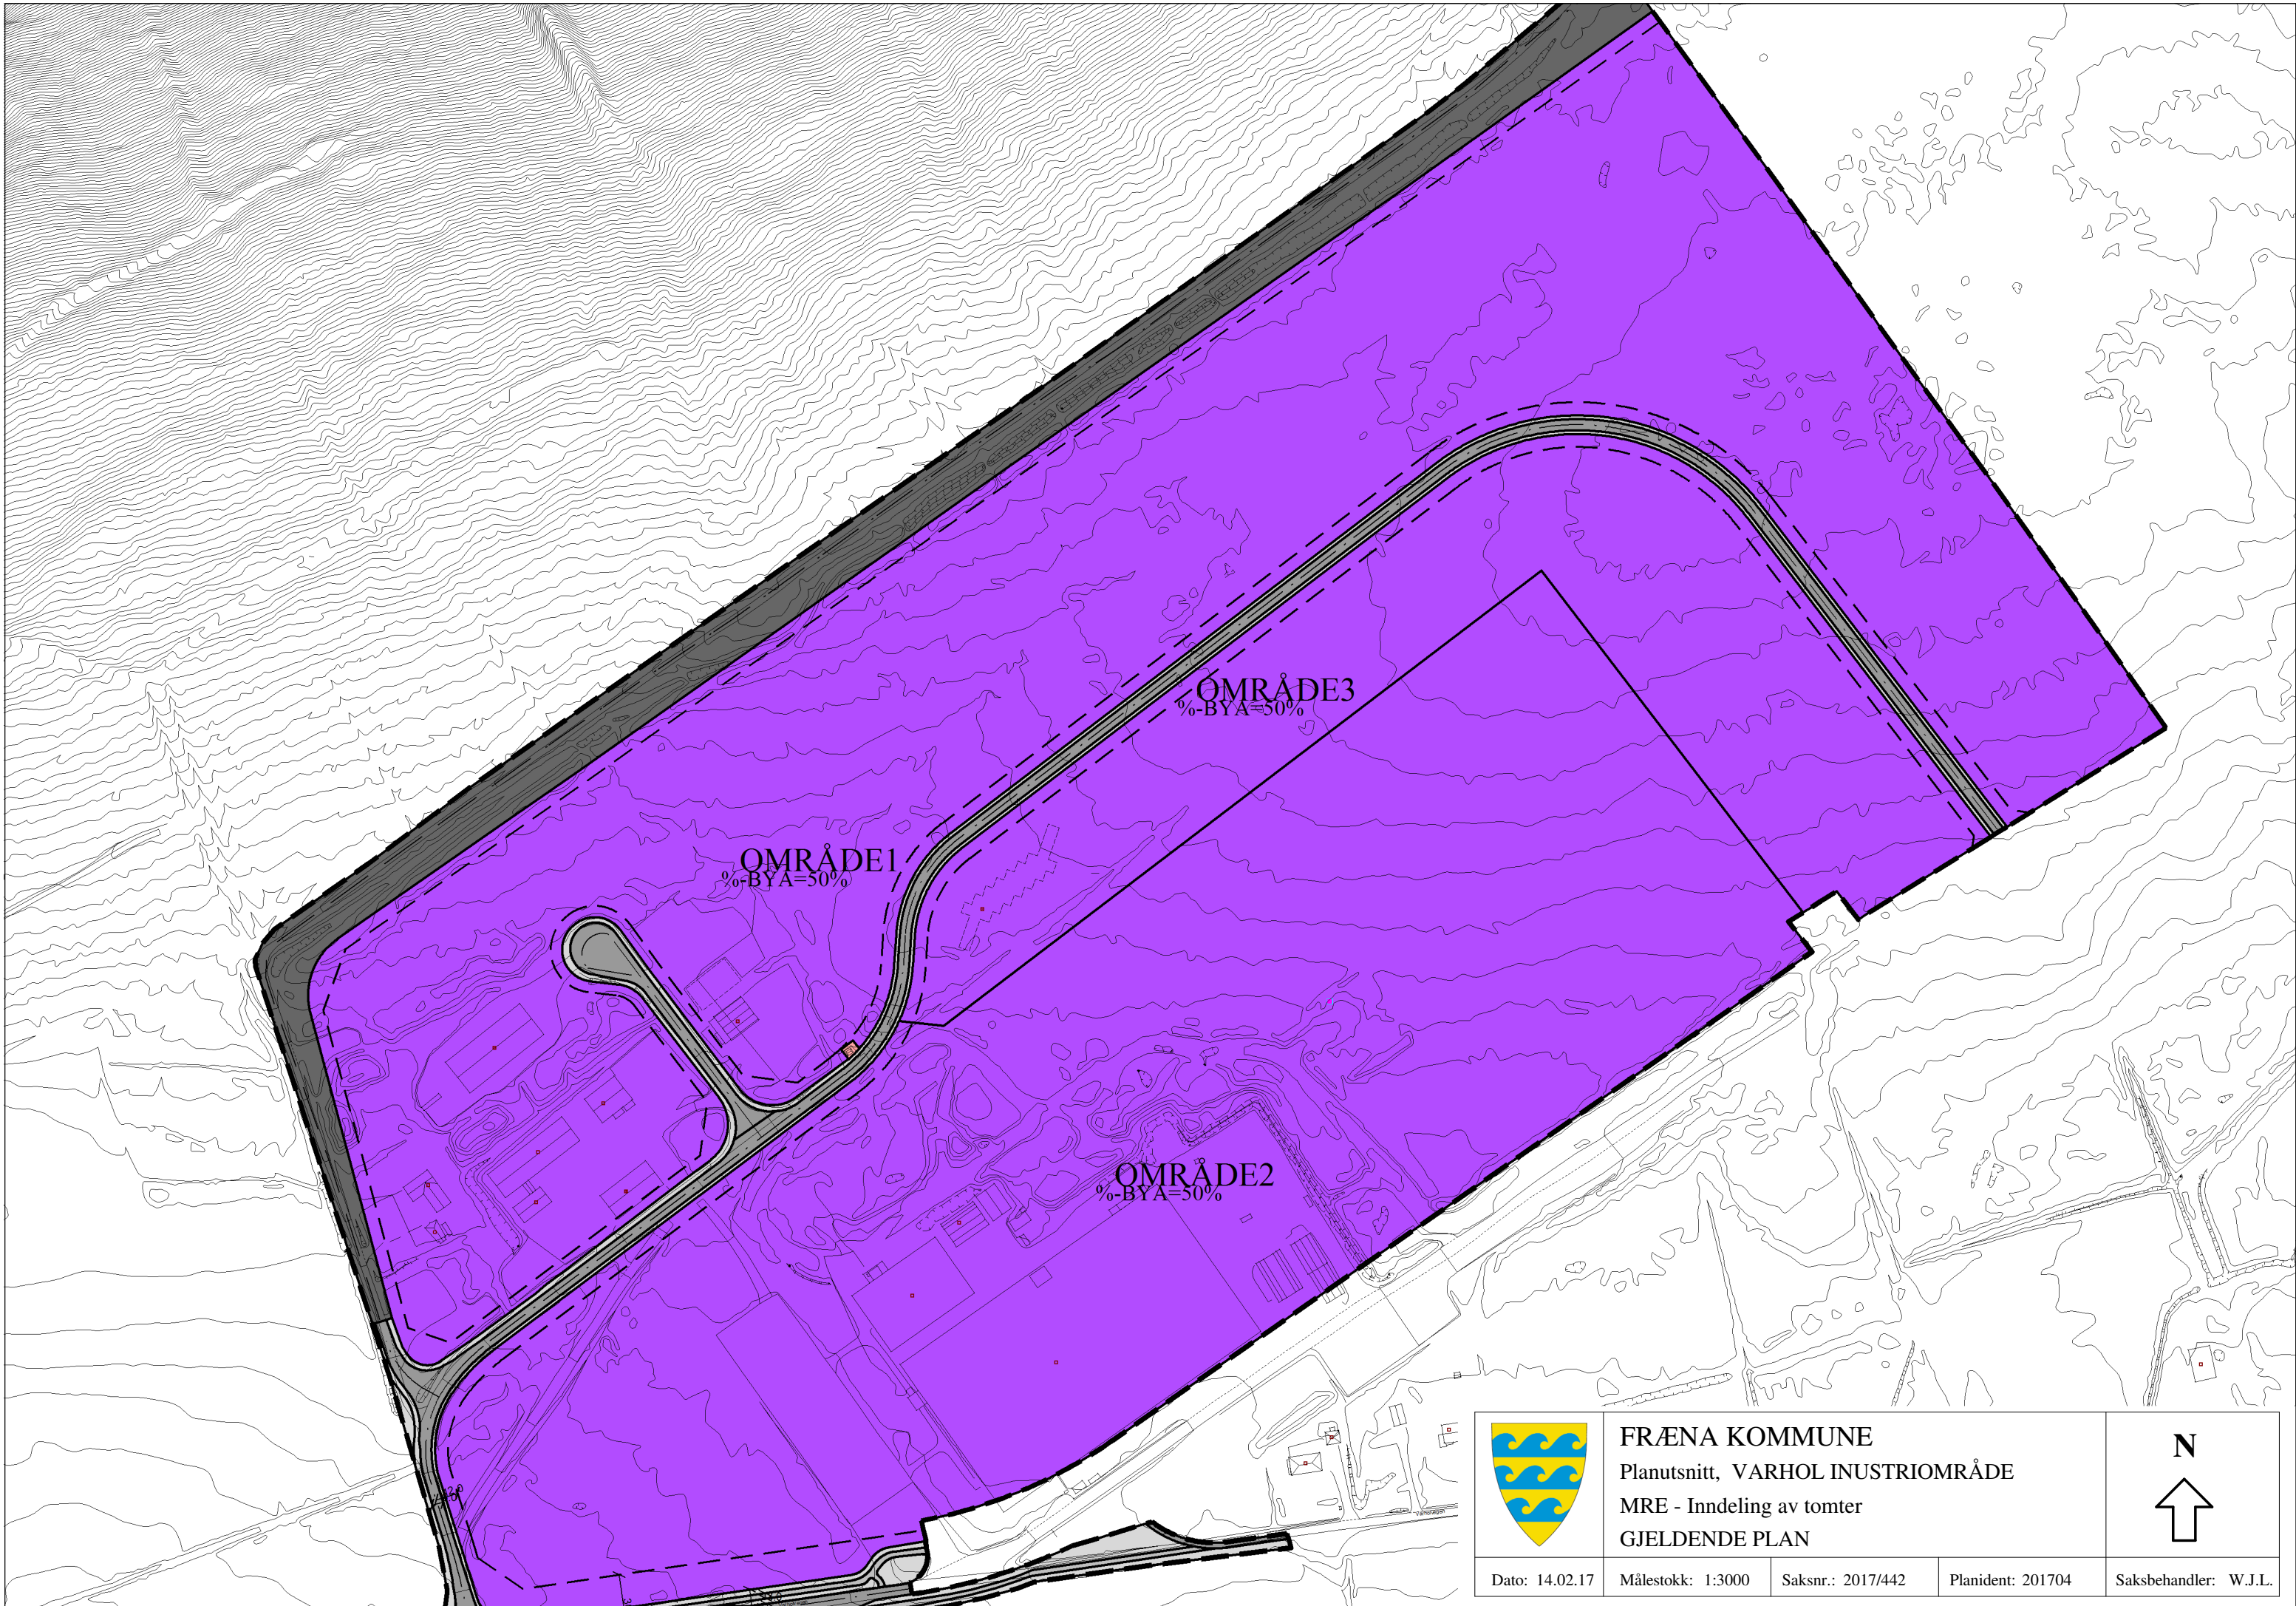 OMRÅDE3
%-BYA=50%
OMRÅDE1
%-BYA=50%
OMRÅDE2
%-BYA=50%
FRÆNA KOMMUNE
Planutsnitt, VARHOL INUSTRIOMRÅDE
MRE - Inndeling av tomter
GJELDENDE PLAN
N
Dato: 14.02.17
Målestokk: 1:3000
Saksnr.: 2017/442
Planident: 201704
Saksbehandler: W.J.L.